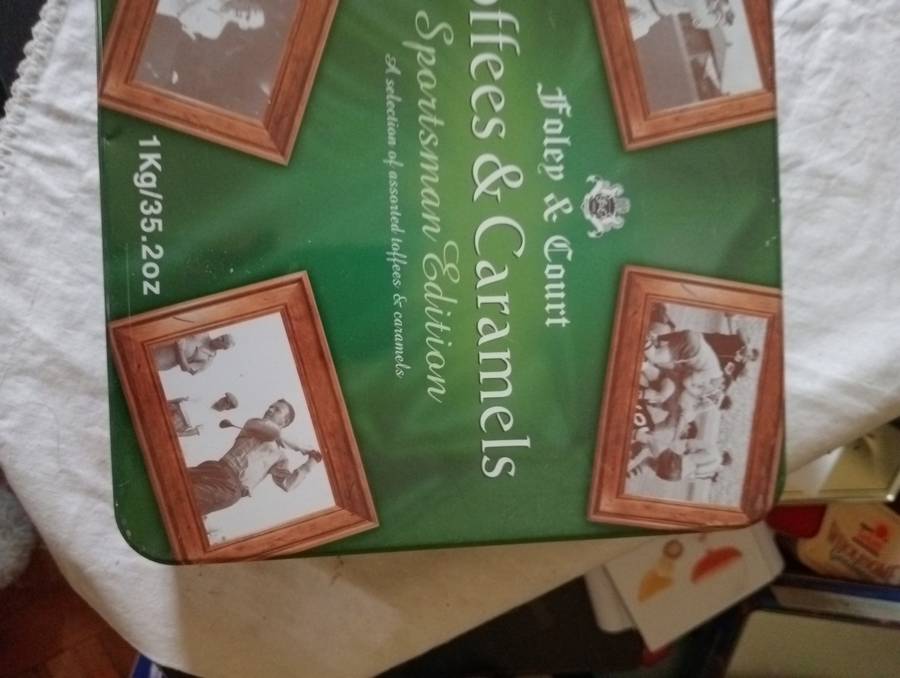 Foley & Court
offees & Caramels
Sportsman Edition
A selection of assorted toffees & caramels
1Kg/35.2oz